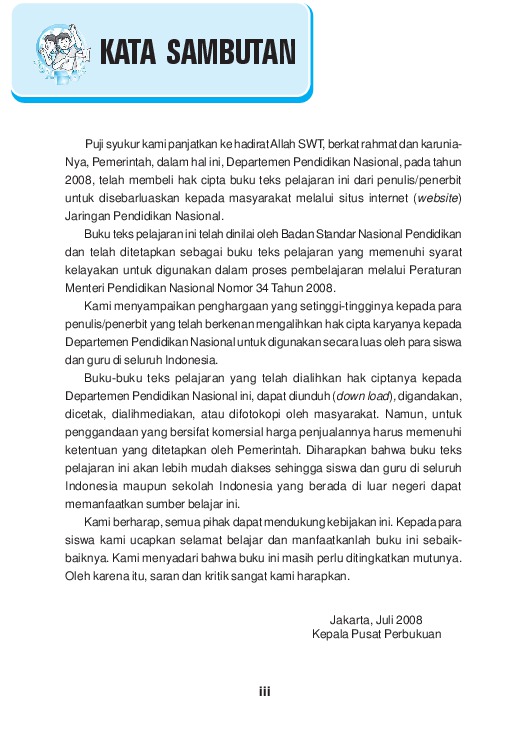 KATA SAMBUTAN
Puji syukur kami panjatkan ke hadirat Allah SWT, berkat rahmat dan karunia-
Nya, Pemerintah, dalam hal ini, Departemen Pendidikan Nasional, pada tahun
2008, telah membeli hak cipta buku teks pelajaran ini dari penulis/penerbit
untuk disebarluaskan kepada masyarakat melalui situs internet (website)
Jaringan Pendidikan Nasional.
Buku teks pelajaran ini telah dinilai oleh Badan Standar Nasional Pendidikan
dan telah ditetapkan sebagai buku teks pelajaran yang memenuhi syarat
kelayakan untuk digunakan dalam proses pembelajaran melalui Peraturan
Menteri Pendidikan Nasional Nomor 34 Tahun 2008.
Kami menyampaikan penghargaan yang setinggi-tingginya kepada para
penulis/penerbit yang telah berkenan mengalihkan hak cipta karyanya kepada
Departemen Pendidikan Nasional untuk digunakan secara luas oleh para siswa
dan guru di seluruh Indonesia.
Buku-buku teks pelajaran yang telah dialihkan hak ciptanya kepada
Departemen Pendidikan Nasional ini, dapat diunduh (down load), digandakan,
dicetak, dialihmediakan, atau difotokopi oleh masyarakat. Namun, untuk
penggandaan yang bersifat komersial harga penjualannya harus memenuhi
ketentuan yang ditetapkan oleh Pemerintah. Diharapkan bahwa buku teks
pelajaran ini akan lebih mudah diakses sehingga siswa dan guru di seluruh
Indonesia maupun sekolah Indonesia yang berada di luar negeri dapat
memanfaatkan sumber belajar ini.
Kami berharap, semua pihak dapat mendukung kebijakan ini. Kepada para
siswa kami ucapkan selamat belajar dan manfaatkanlah buku ini sebaik-
baiknya. Kami menyadari bahwa buku ini masih perlu ditingkatkan mutunya.
Oleh karena itu, saran dan kritik sangat kami harapkan.
Jakarta, Juli 2008
Kepala Pusat Perbukuan
iii